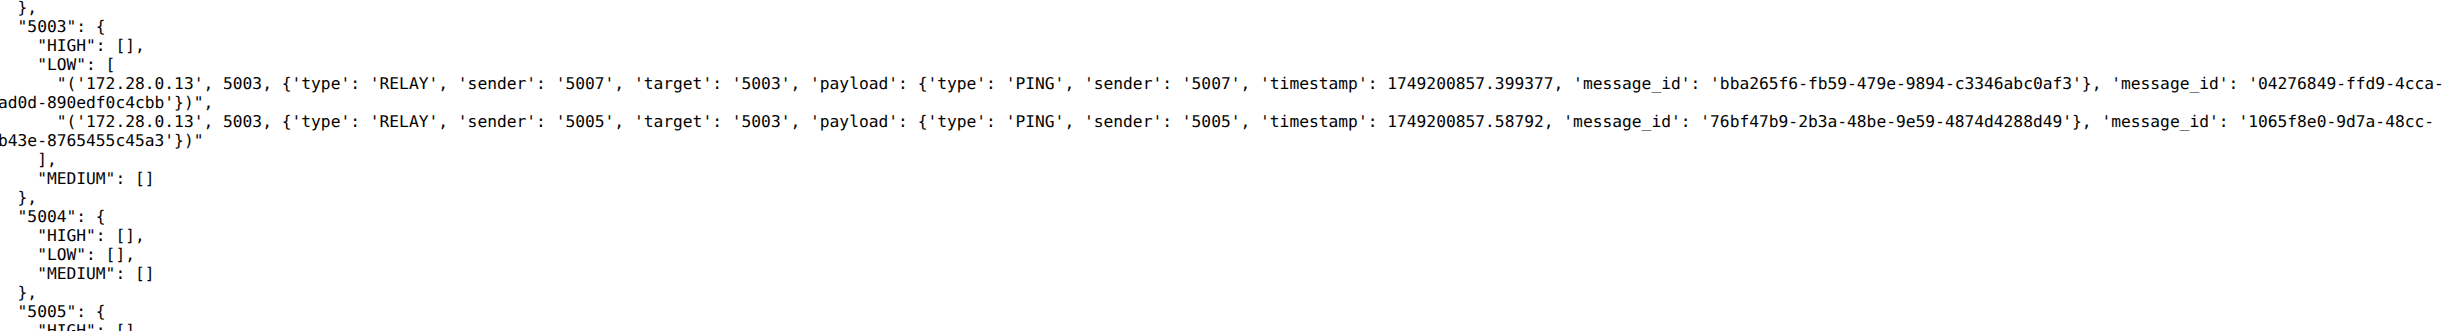 },
"5003": {
"HIGH": [],
"LOW": [
"('172.28.0.13', 5003, {'type': 'RELAY', 'sender': '5007', 'target': '5003', 'payload': {'type': 'PING', 'sender': '5007', 'timestamp': 1749200857.399377, 'message_id': 'bba265f6-fb59-479e-9894-c3346abc0af3'}, 'message_id': '04276849-ffd9-4cca-
ad0d-890edf0c4cbb'})",
"('172.28.0.13', 5003, {'type': 'RELAY', 'sender': '5005', 'target': '5003', 'payload': {'type': 'PING', 'sender': '5005', 'timestamp': 1749200857.58792, 'message_id': '76bf47b9-2b3a-48be-9e59-4874d4288d49'}, 'message_id': '1065f8e0-9d7a-48cc-
b43e-8765455c45a3'})"
],
"MEDIUM": []
},
"5004": {
"HIGH": [],
"LOW": [],
"MEDIUM": []
},
"5005": {
"HIGH": []